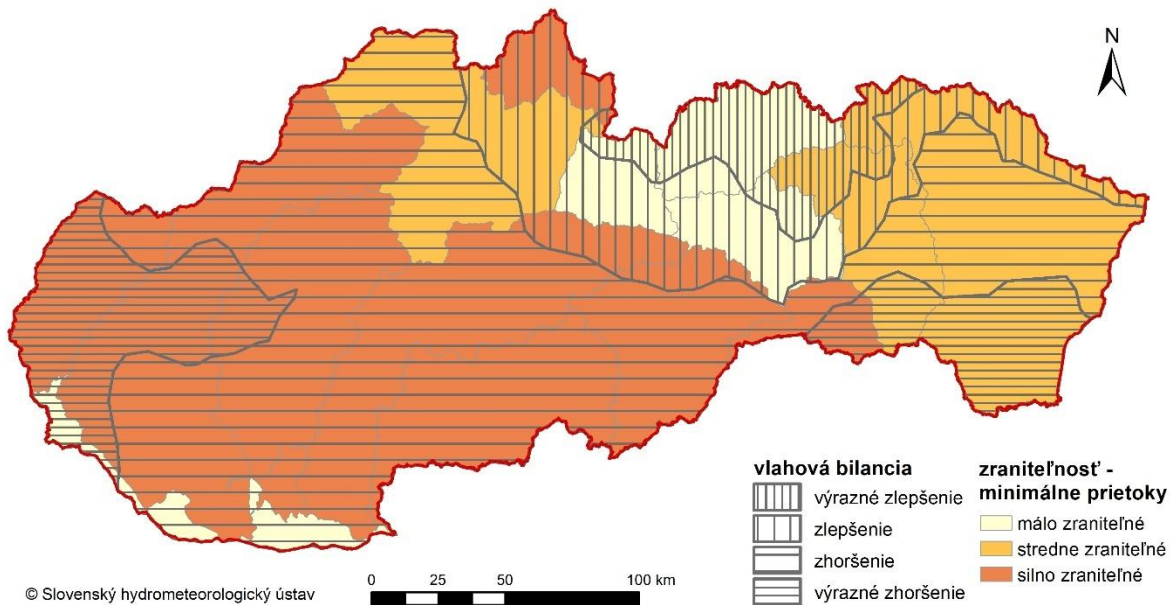 N
vlahová bilancia
výrazné zlepšenie
zlepšenie
zhoršenie
výrazné zhoršenie
zraniteľnosť -
minimálne prietoky
málo zraniteľné
stredne zraniteľné
silno zraniteľné
0 25 50 100 km
© Slovenský hydrometeorologický ústav